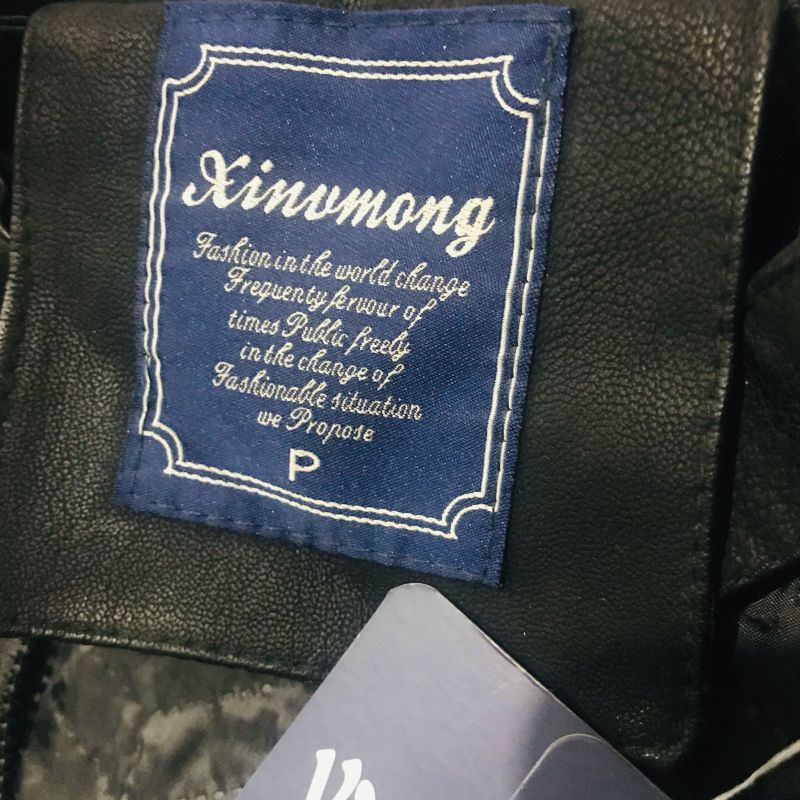 Xinvmong
Fashion in the world change
Frequenty fervour of
times Public freely
in the change of
Fashionable situation
we Propose
P